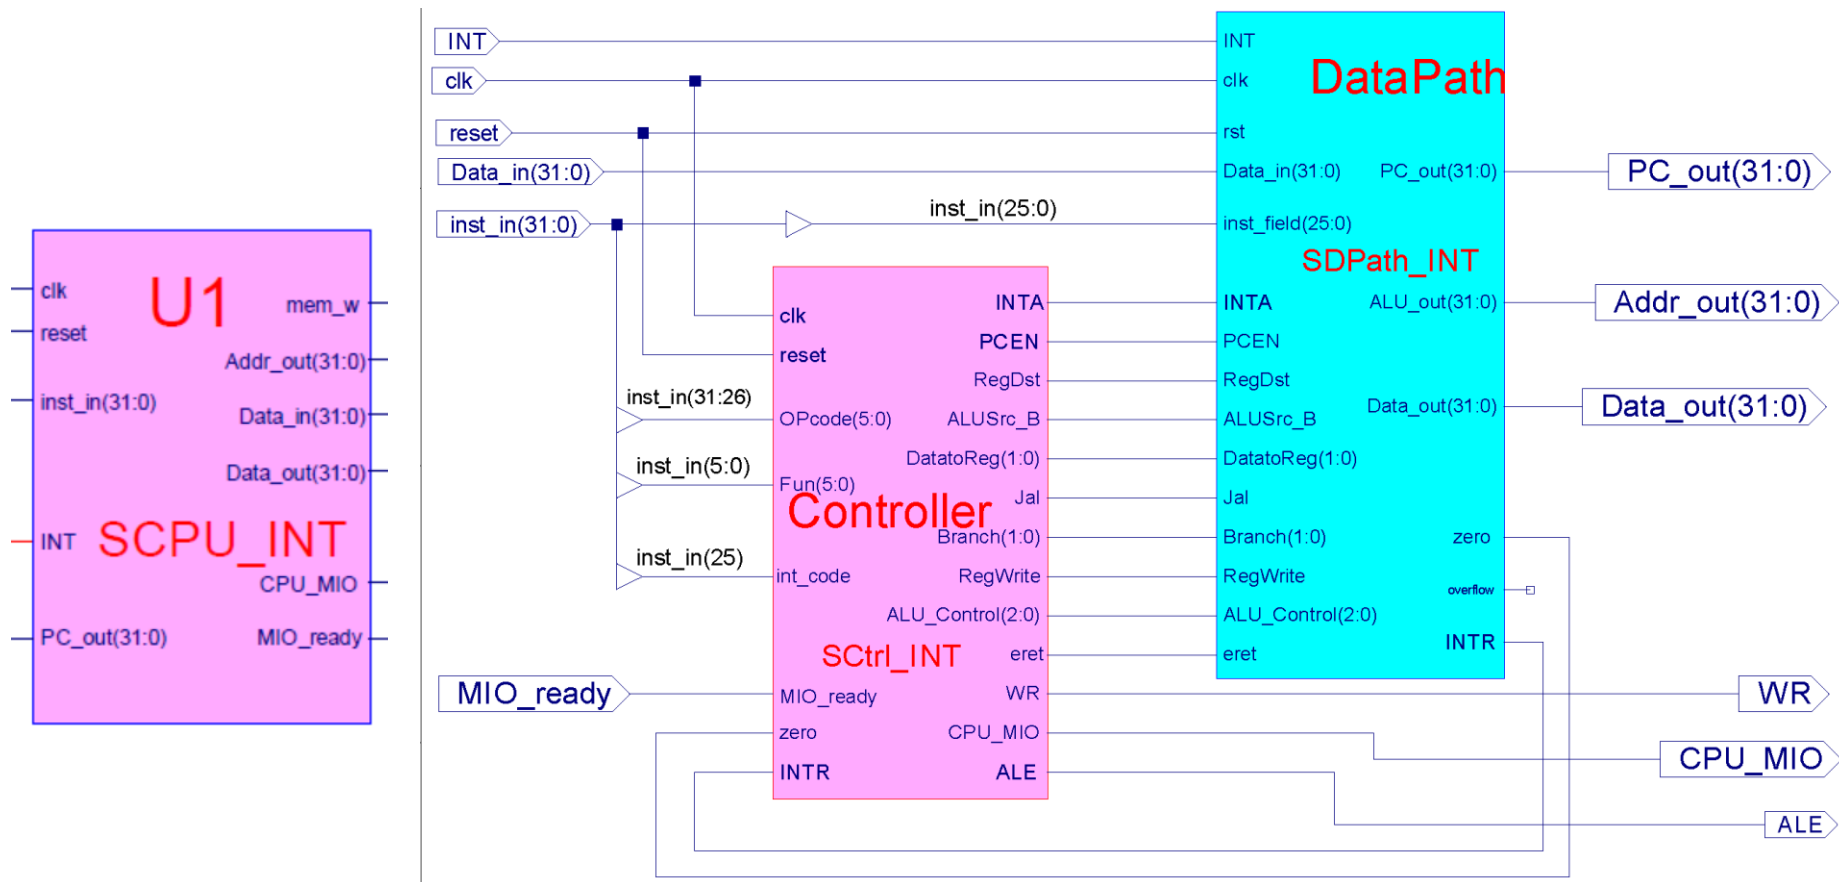 clk
U1
mem_w
reset
Addr_out(31:0)
inst_in(31:0)
Data_in(31:0)
Data_out(31:0)
INT
SCPU_INT
CPU_MIO
PC_out(31:0)
MIO_ready
INT
clk
reset
Data_in(31:0)
inst_in(31:0)
inst_in(25:0)
inst_in(31:26)
inst_in(5:0)
inst_in(25)
MIO_ready
clk
reset
OPcode(5:0)
Fun(5:0)
Controller
int_code
SCtrl_INT
MIO_ready
zero
INTR
INTA
PCEN
RegDst
ALUSrc_B
DatatoReg(1:0)
Jal
Branch(1:0)
RegWrite
ALU_Control(2:0)
eret
WR
CPU_MIO
ALE
INT
clk
DataPath
rst
Data_in(31:0)
PC_out(31:0)
inst_field(25:0)
SDPath_INT
INTA
ALU_out(31:0)
PCEN
RegDst
Data_out(31:0)
ALUSrc_B
DatatoReg(1:0)
Jal
Branch(1:0)
zero
RegWrite
overflow
ALU_Control(2:0)
INTR
eret
PC_out(31:0)
Addr_out(31:0)
Data_out(31:0)
WR
CPU_MIO
ALE